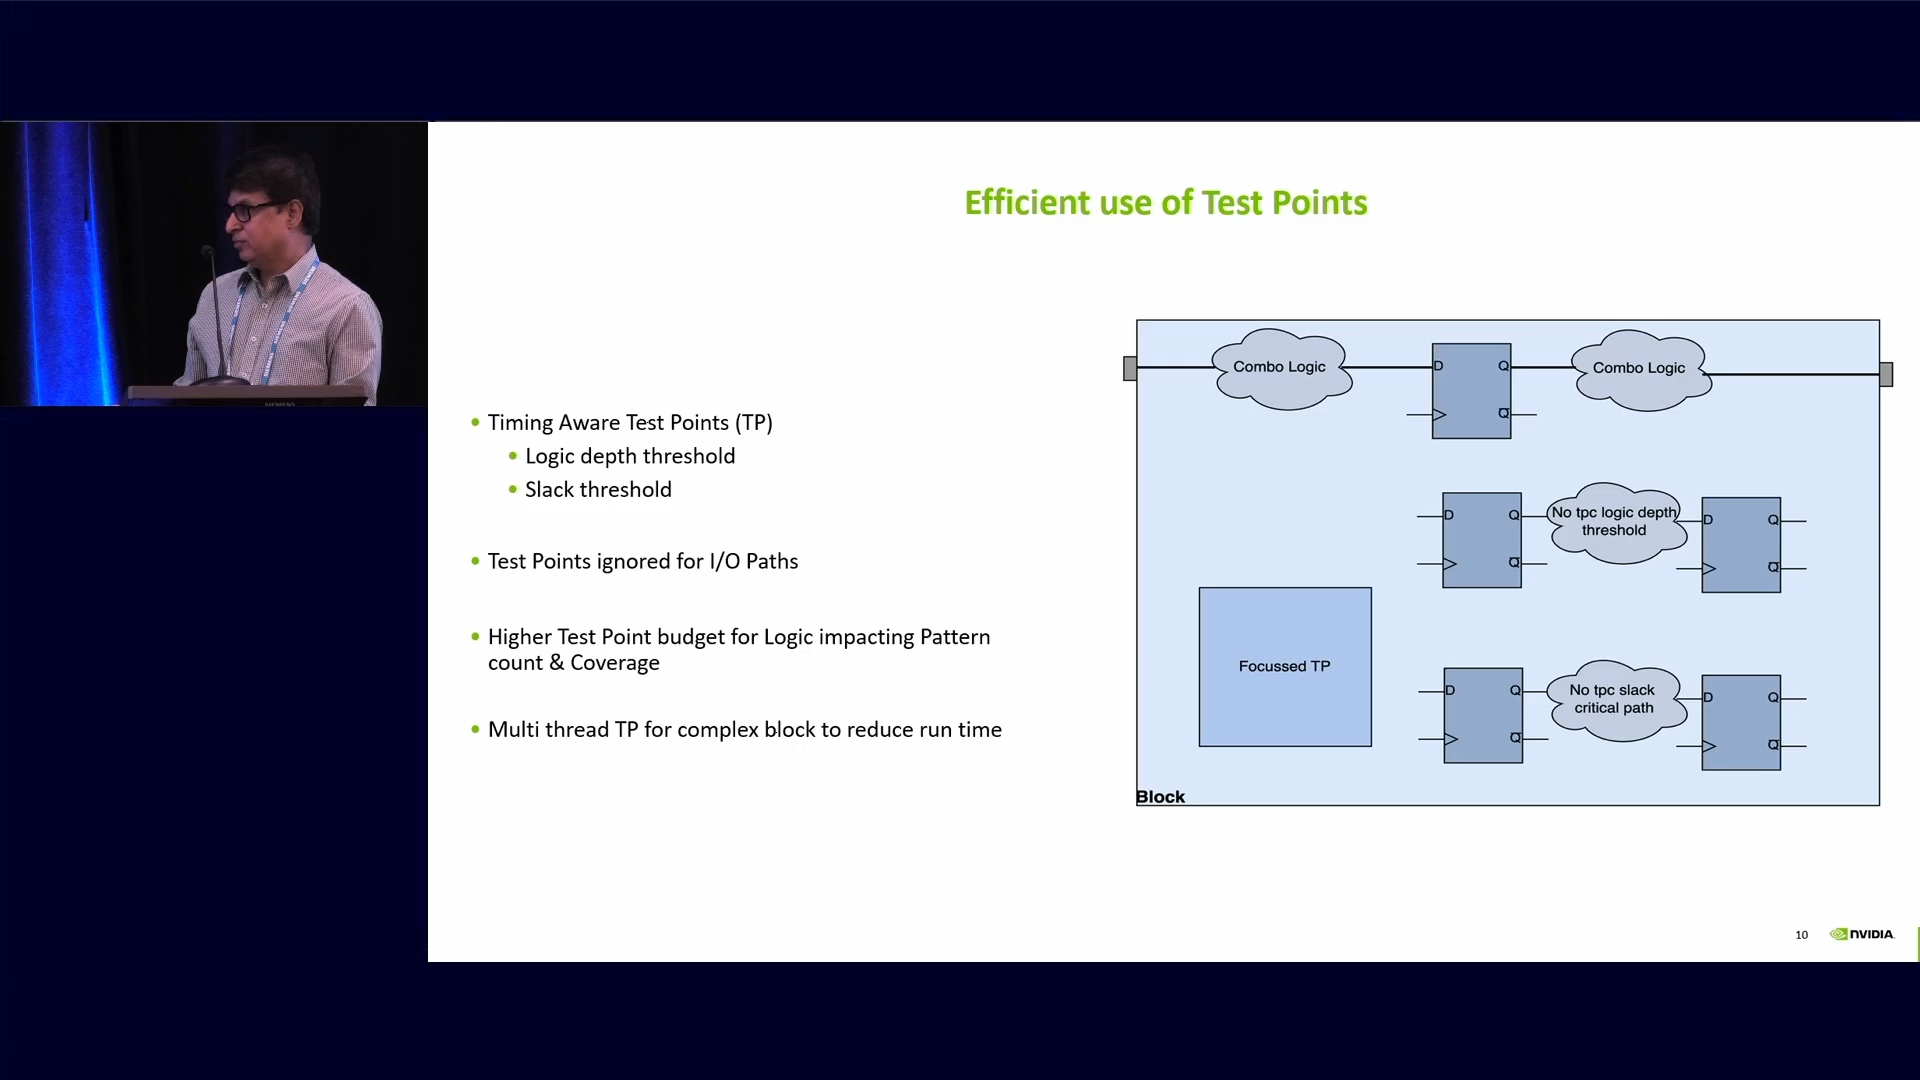 Efficient use of Test Points
• Timing Aware Test Points (TP)
• Logic depth threshold
• Slack threshold
• Test Points ignored for I/O Paths
• Higher Test Point budget for Logic impacting Pattern
count & Coverage
• Multi thread TP for complex block to reduce run time
Combo Logic
D
Q
Q̅
Combo Logic
D
Q
Q̅
No tpc logic depth
threshold
D
Q
Q̅
Focussed TP
D
Q
Q̅
No tpc slack
critical path
D
Q
Q̅
Block
10
NVIDIA
SIEMENS